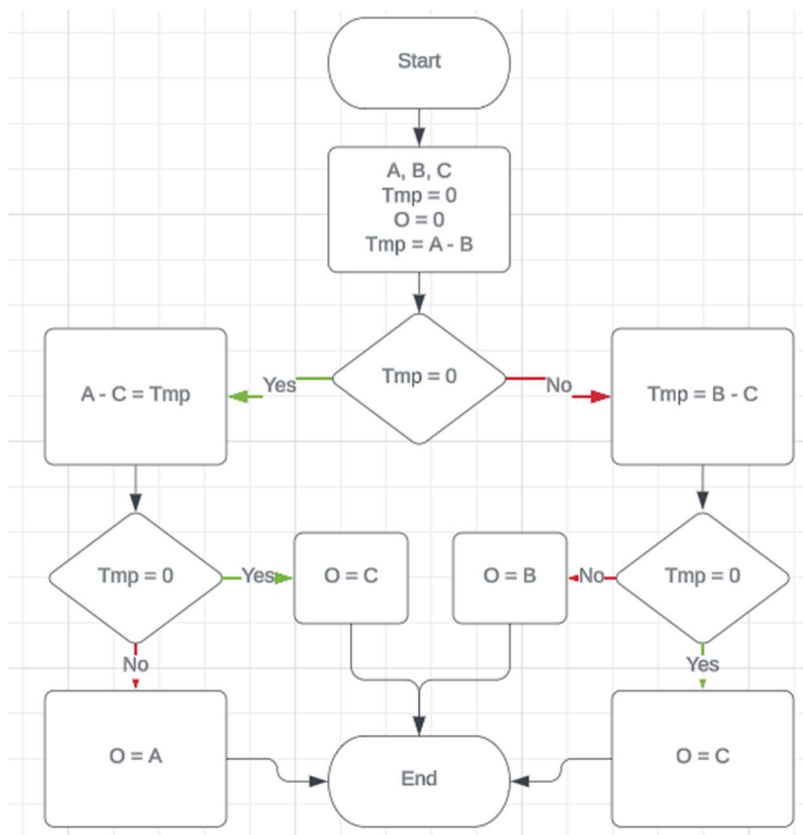 Start
A, B, C
Tmp = 0
O = 0
Tmp = A - B
Tmp = 0
Yes
No
A - C = Tmp
Tmp = B - C
Tmp = 0
Yes
O = C
O = B
No
Tmp = 0
No
Yes
O = A
End
O = C